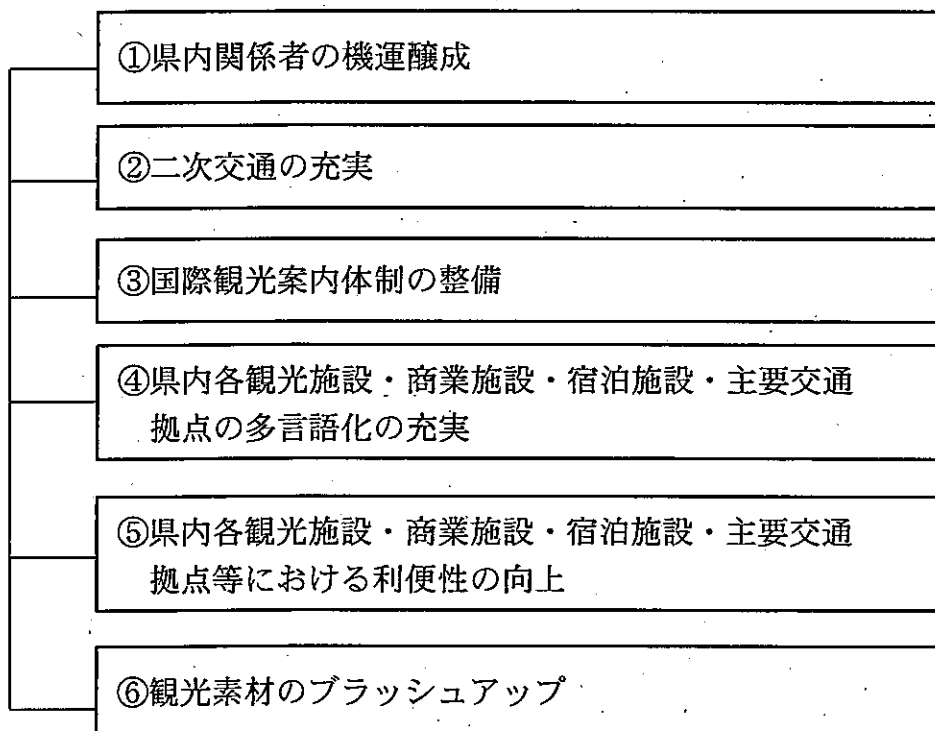 ①県内関係者の機運醸成
②二次交通の充実
③国際観光案内体制の整備
④県内各観光施設・商業施設・宿泊施設・主要交通
拠点の多言語化の充実
⑤県内各観光施設・商業施設・宿泊施設・主要交通
拠点等における利便性の向上
⑥観光素材のブラッシュアップ